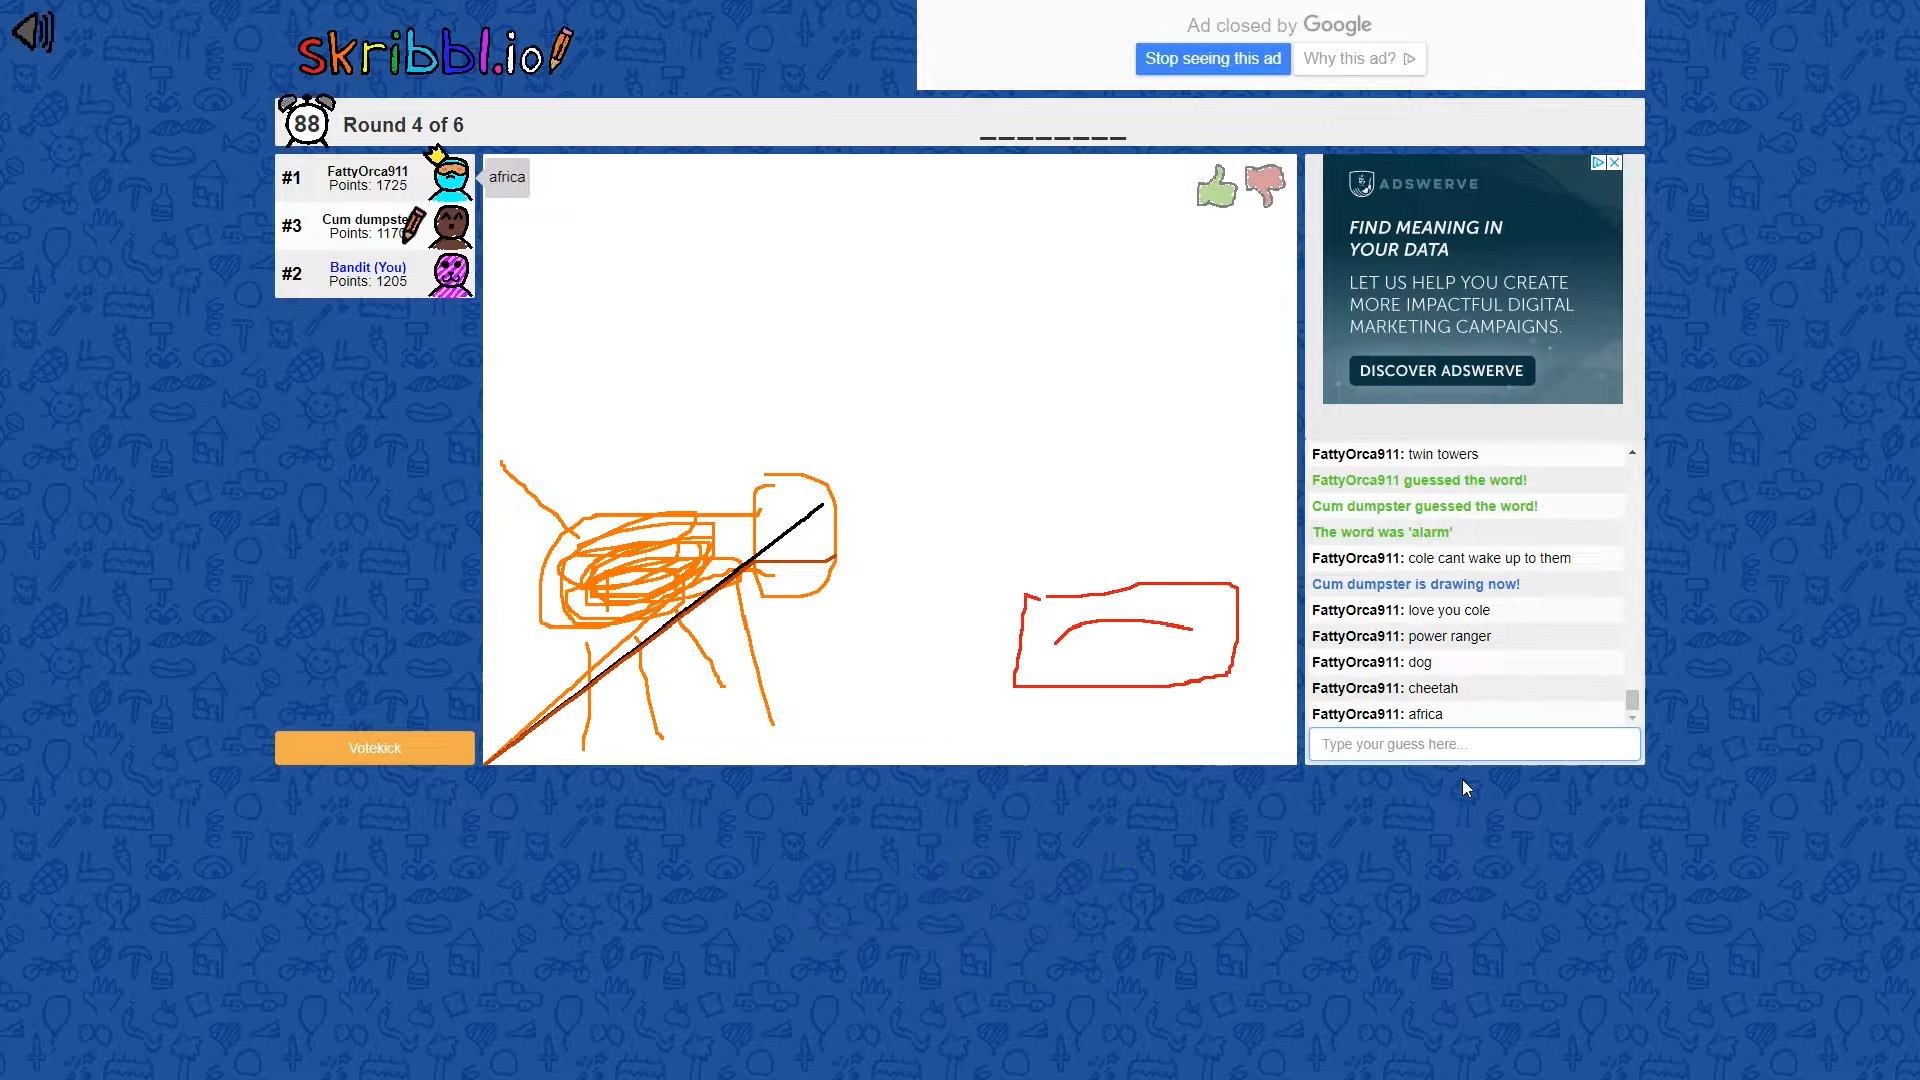 skribbl.io
Ad closed by Google
Stop seeing this ad
Why this ad?
88
Round 4 of 6
________
#1
FattyOrca911
Points: 1725
africa
#3
Cum dumpste
Points: 1170
#2
Bandit (You)
Points: 1205
Votekick
ADSWERVE
FIND MEANING IN
YOUR DATA
LET US HELP YOU CREATE
MORE IMPACTFUL DIGITAL
MARKETING CAMPAIGNS.
DISCOVER ADSWERVE
FattyOrca911: twin towers
FattyOrca911 guessed the word!
Cum dumpster guessed the word!
The word was 'alarm'
FattyOrca911: cole cant wake up to them
Cum dumpster is drawing now!
FattyOrca911: love you cole
FattyOrca911: power ranger
FattyOrca911: dog
FattyOrca911: cheetah
FattyOrca911: africa
Type your guess here...